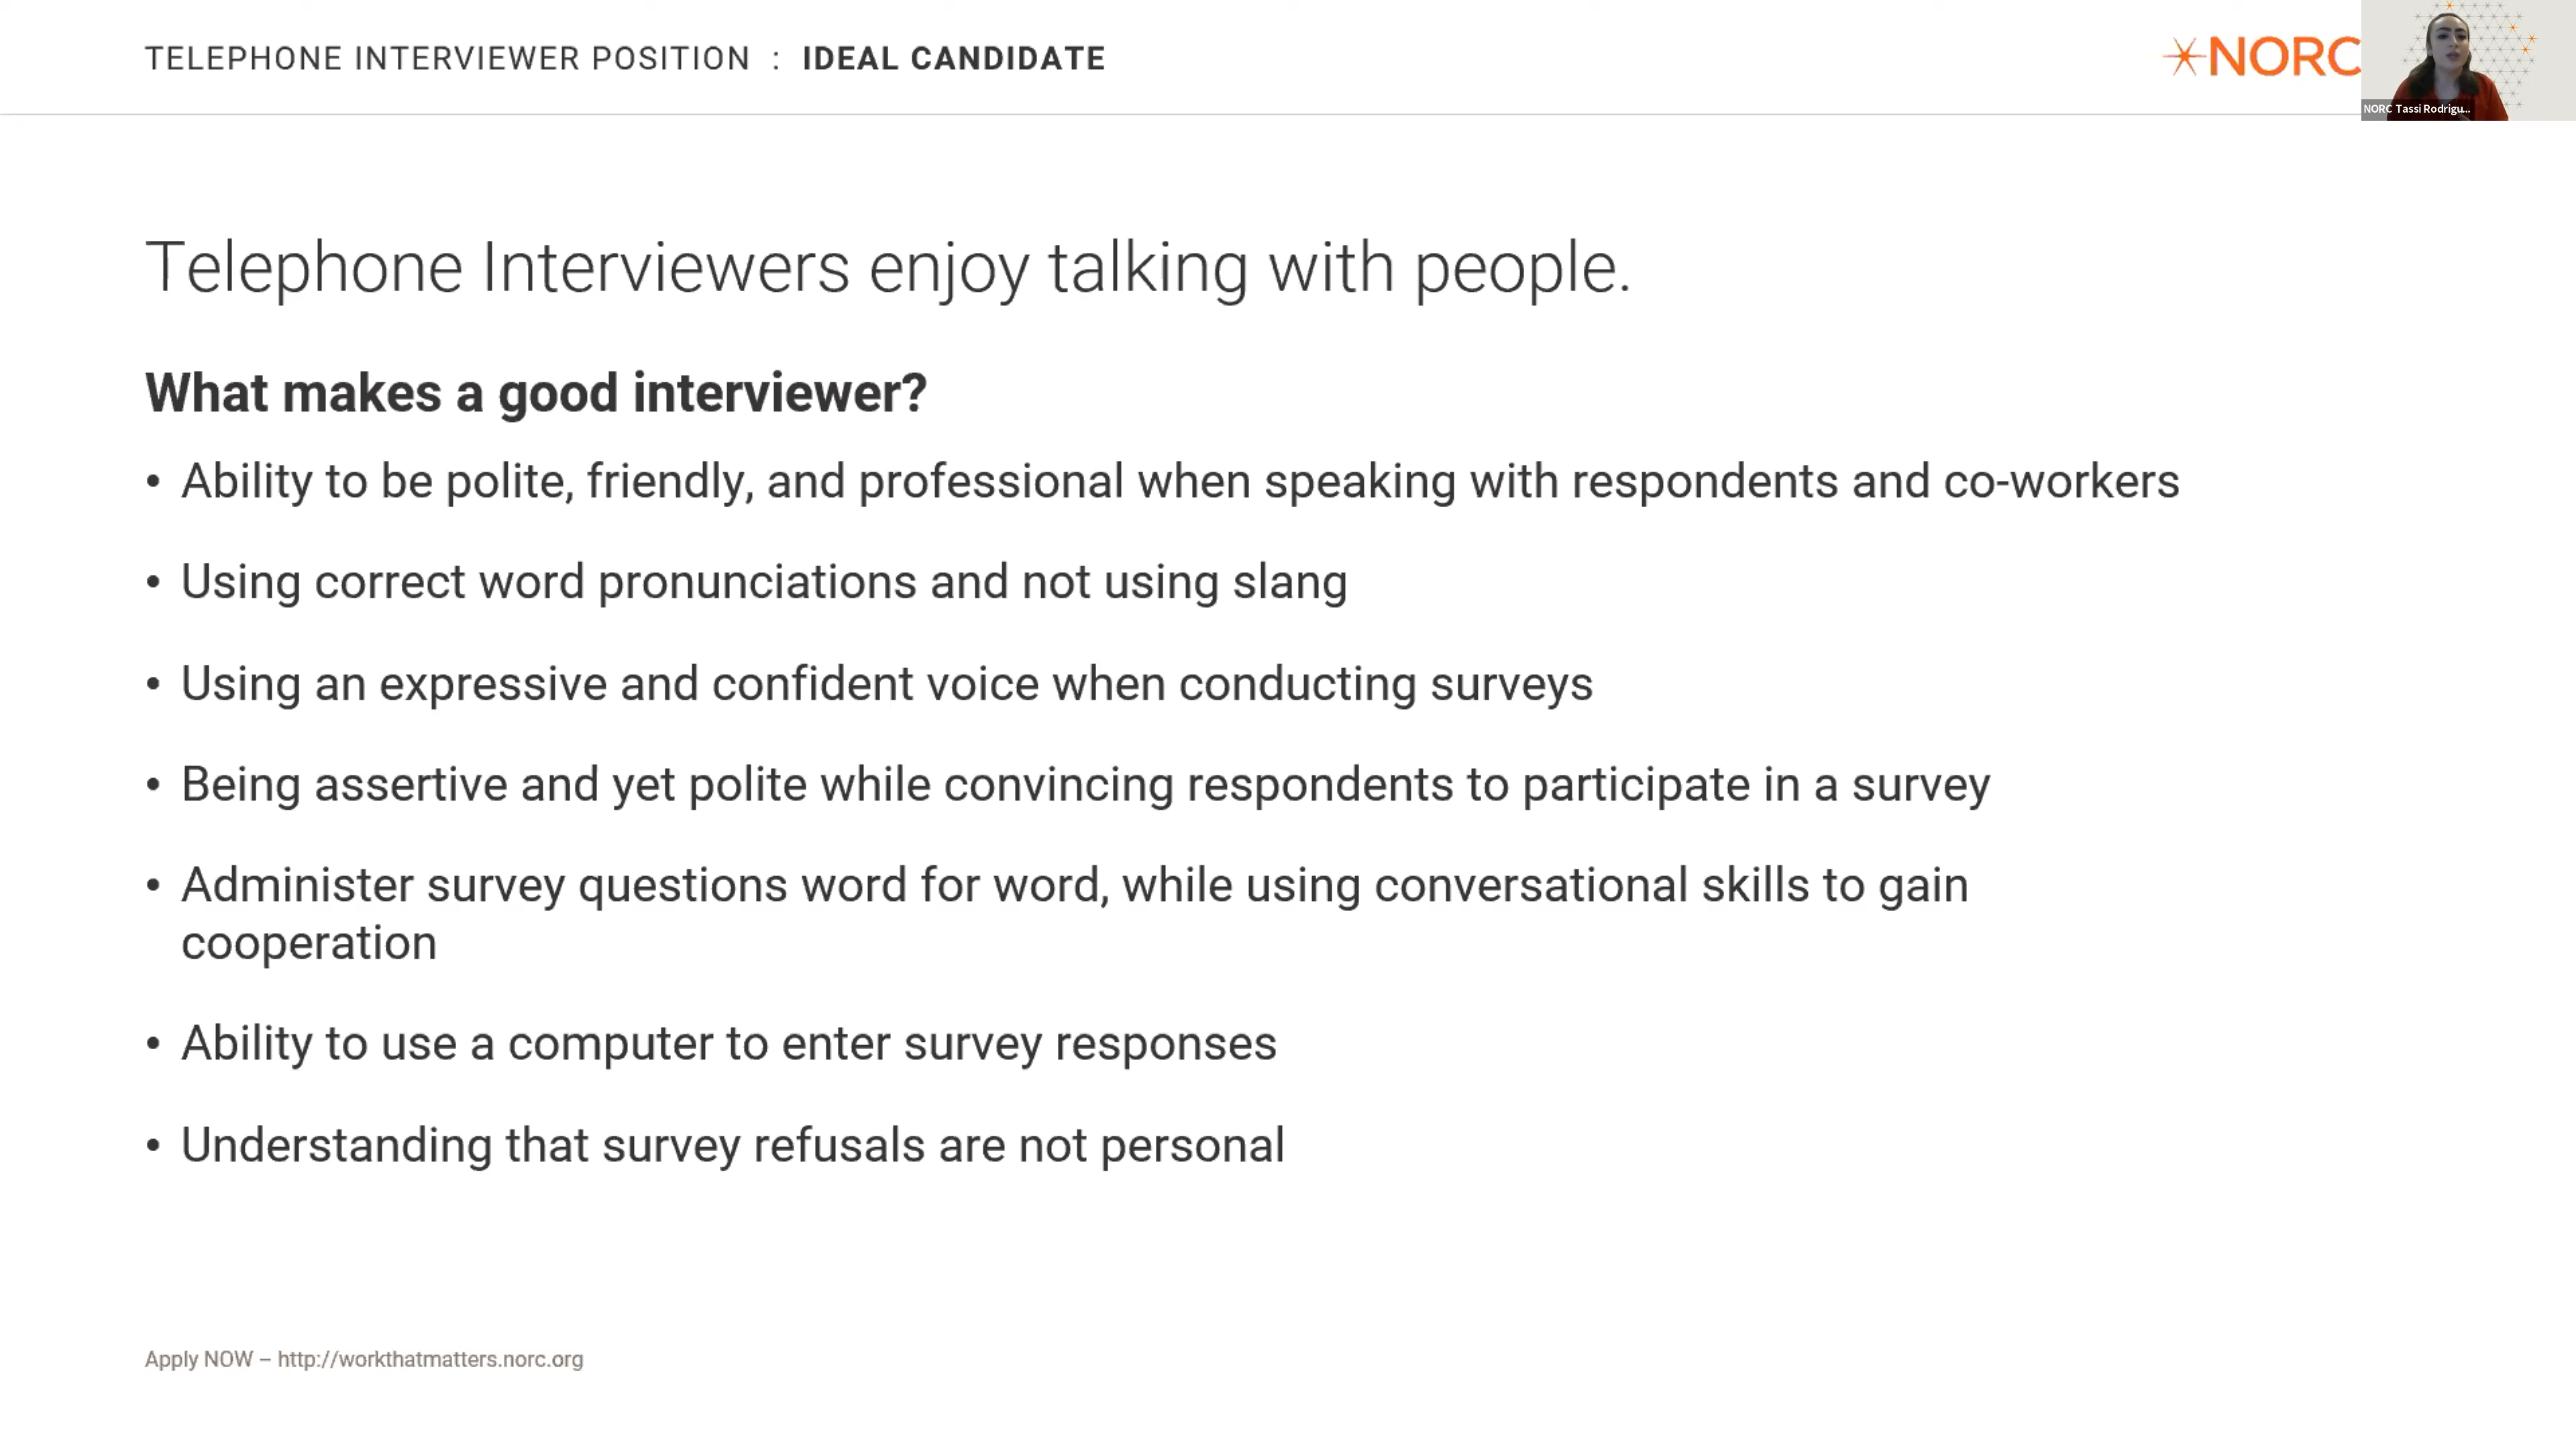 TELEPHONE INTERVIEWER POSITION : IDEAL CANDIDATE
NORC
NORC Tassi Rodrigu...
Telephone Interviewers enjoy talking with people.
What makes a good interviewer?
• Ability to be polite, friendly, and professional when speaking with respondents and co-workers
• Using correct word pronunciations and not using slang
• Using an expressive and confident voice when conducting surveys
• Being assertive and yet polite while convincing respondents to participate in a survey
• Administer survey questions word for word, while using conversational skills to gain
cooperation
• Ability to use a computer to enter survey responses
• Understanding that survey refusals are not personal
Apply NOW – http://workthatmatters.norc.org